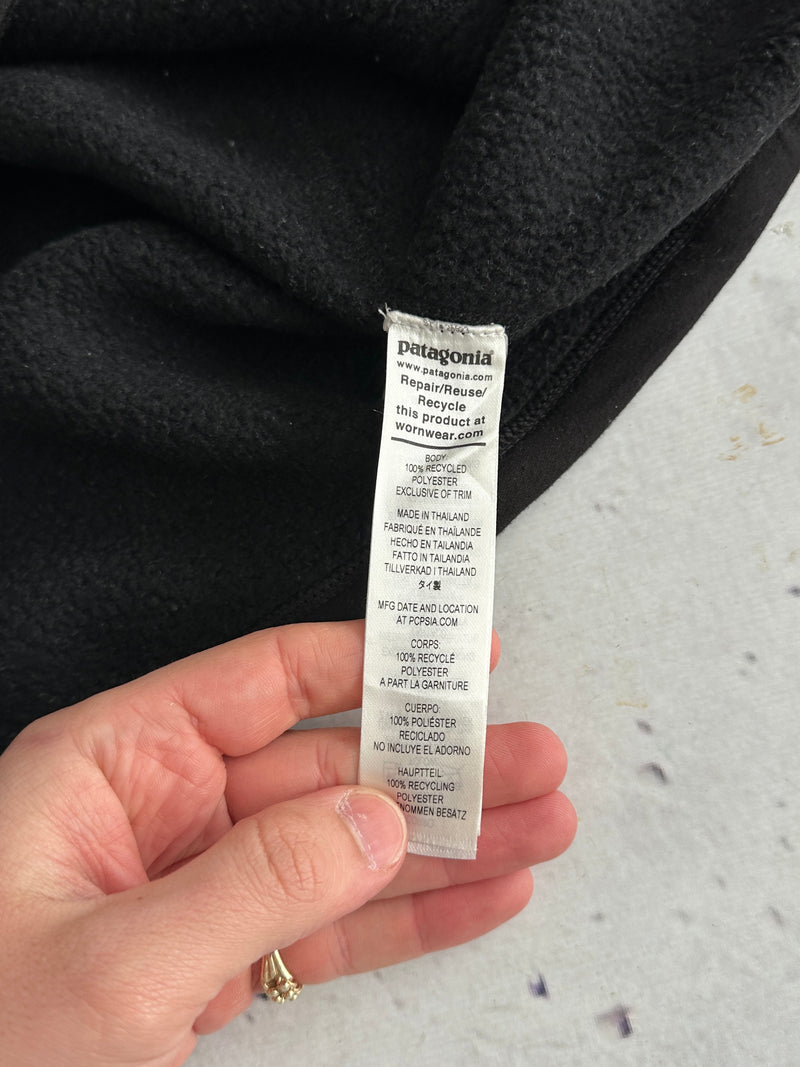 patagonia
www.patagonia.com
Repair/Reuse/
Recycle
this product at
wornwear.com
BODY:
100% RECYCLED
POLYESTER
EXCLUSIVE OF TRIM
MADE IN THAILAND
FABRIQUÉ EN THAÏLANDE
HECHO EN TAILANDIA
FATTO IN TAILANDIA
TILLVERKAD I THAILAND
タイ製
MFG DATE AND LOCATION
AT PCPSIA.COM
CORPS:
100% RECYCLÉ
POLYESTER
A PART LA GARNITURE
CUERPO:
100% POLIÉSTER
RECICLADO
NO INCLUYE EL ADORNO
HAUPTTEIL:
100% RECYCLING
POLYESTER
BESATZ